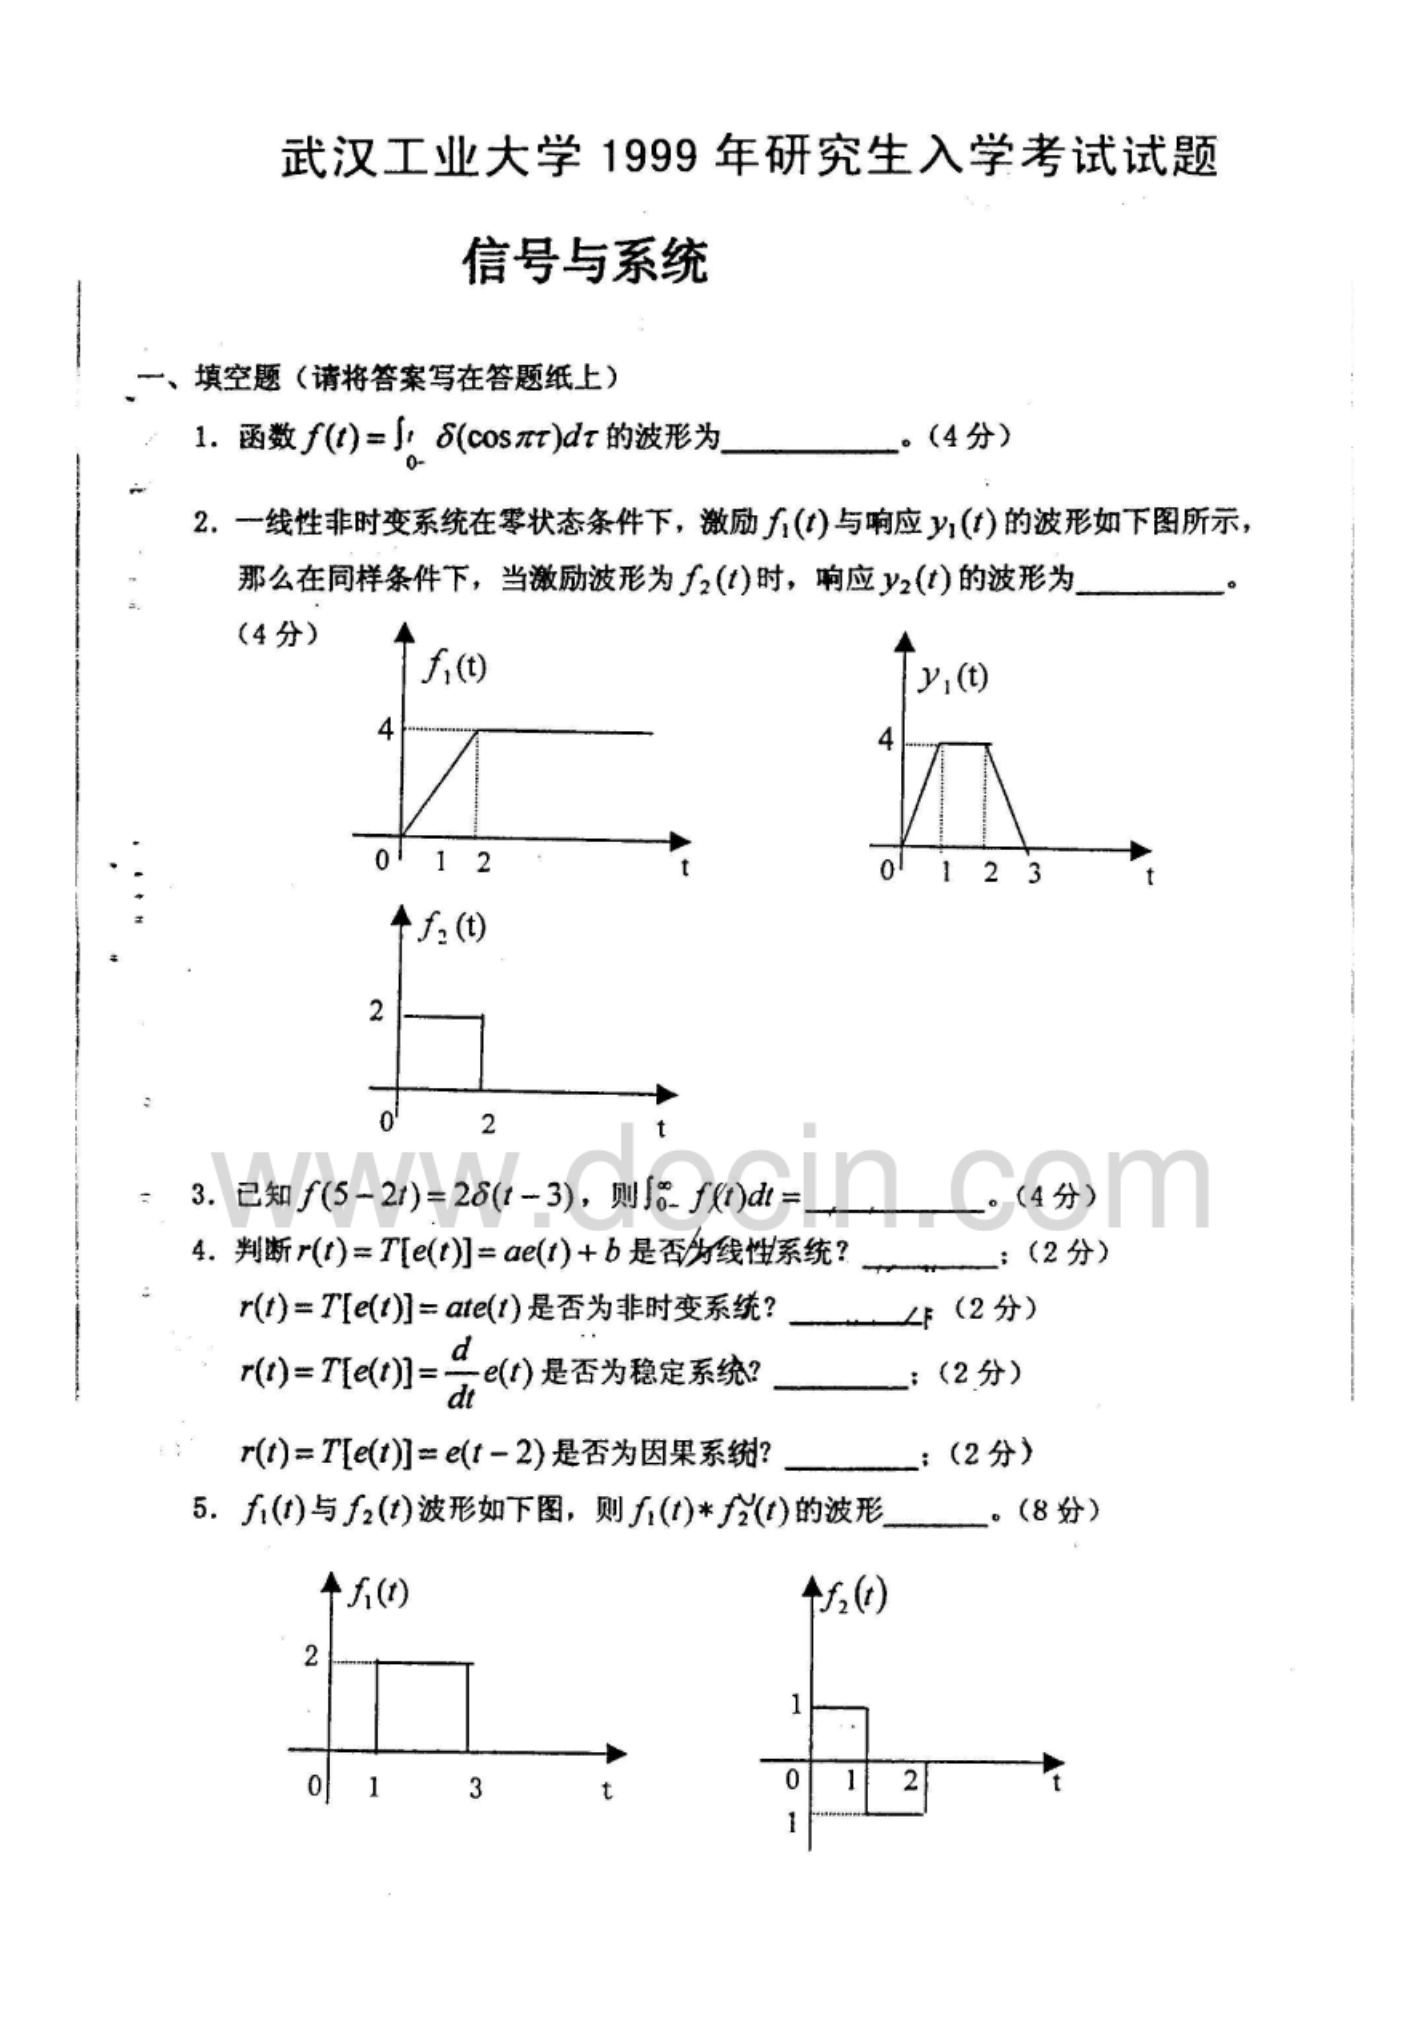 武汉工业大学 1999 年研究生入学考试试题
信号与系统
一、填空题（请将答案写在答题纸上）
1. 函数 f(t) = ∫₀₋ᵗ δ(cosπτ)dτ 的波形为____________。（4 分）
2. 一线性非时变系统在零状态条件下，激励 f₁(t) 与响应 y₁(t) 的波形如下图所示，
那么在同样条件下，当激励波形为 f₂(t) 时，响应 y₂(t) 的波形为__________。
（4 分）
f₁(t)
4
0 1 2 t
y₁(t)
4
0 1 2 3 t
f₂(t)
2
0 2 t
www.docin.com
3. 已知 f(5−2t) = 2δ(t−3)，则 ∫₀₋^∞ f(t)dt = ____________。（4 分）
4. 判断 r(t) = T[e(t)] = ae(t) + b 是否为线性系统？_________；（2 分）
r(t) = T[e(t)] = ate(t) 是否为非时变系统？_________；（2 分）
r(t) = T[e(t)] = d/dt e(t) 是否为稳定系统？_________；（2 分）
r(t) = T[e(t)] = e(t−2) 是否为因果系统？_________；（2 分）
5. f₁(t) 与 f₂(t) 波形如下图，则 f₁(t) * f₂(t) 的波形_______。（8 分）
f₁(t)
2
0 1 3 t
f₂(t)
1
0 1 2 t
1